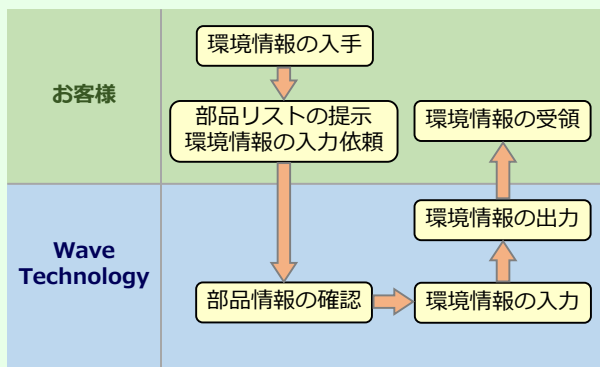 お客様
環境情報の入手
部品リストの提示
環境情報の入力依頼
環境情報の受領
Wave
Technology
環境情報の出力
部品情報の確認
環境情報の入力